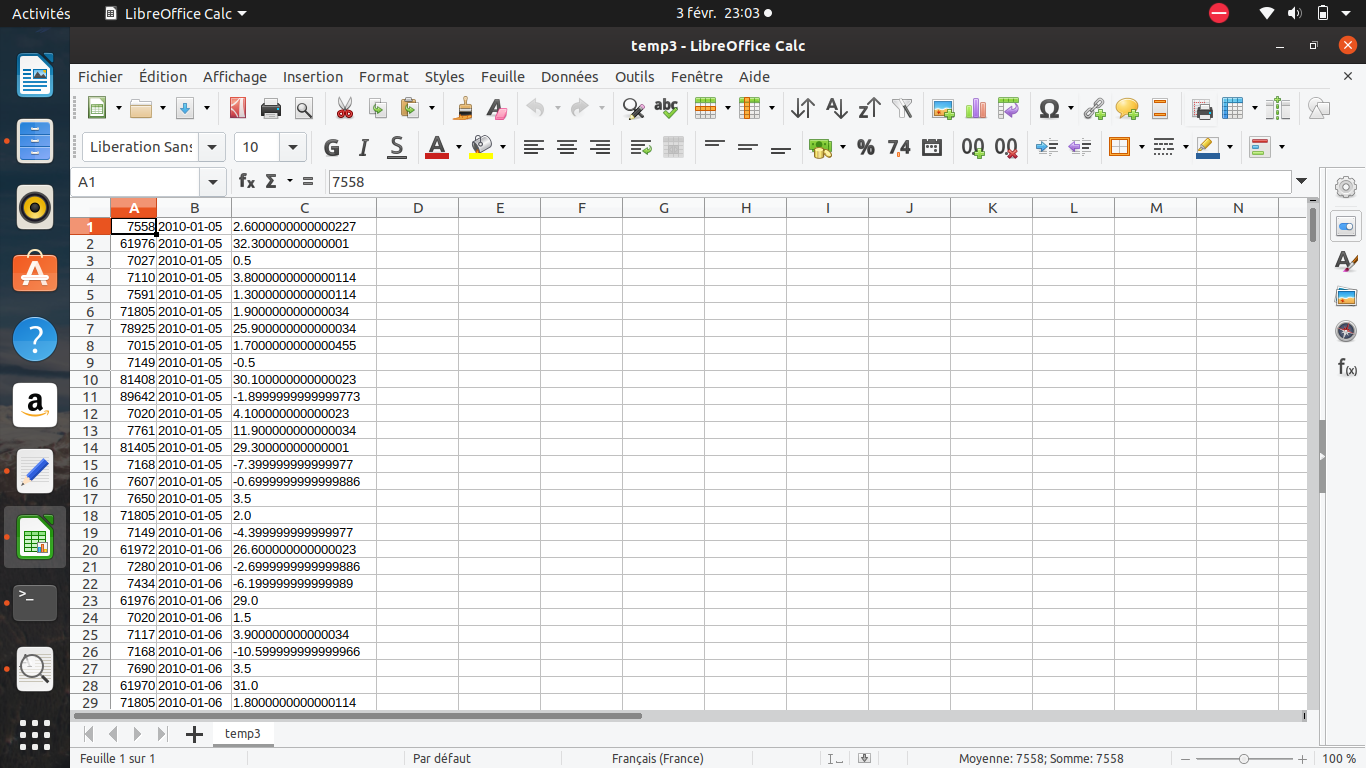 Activités LibreOffice Calc 3 févr. 23:03
temp3 - LibreOffice Calc
Fichier Édition Affichage Insertion Format Styles Feuille Données Outils Fenêtre Aide
Liberation Sans 10 G I S A % 7.4 00 00
A1 fx Σ = 7558
A B C D E F G H I J K L M N
1 7558 2010-01-05 2.6000000000000227
2 61976 2010-01-05 32.30000000000001
3 7027 2010-01-05 0.5
4 7110 2010-01-05 3.8000000000000114
5 7591 2010-01-05 1.3000000000000114
6 71805 2010-01-05 1.900000000000034
7 78925 2010-01-05 25.900000000000034
8 7015 2010-01-05 1.7000000000000455
9 7149 2010-01-05 -0.5
10 81408 2010-01-05 30.100000000000023
11 89642 2010-01-05 -1.8999999999999773
12 7020 2010-01-05 4.100000000000023
13 7761 2010-01-05 11.900000000000034
14 81405 2010-01-05 29.30000000000001
15 7168 2010-01-05 -7.399999999999977
16 7607 2010-01-05 -0.6999999999999886
17 7650 2010-01-05 3.5
18 71805 2010-01-05 2.0
19 7149 2010-01-06 -4.399999999999977
20 61972 2010-01-06 26.600000000000023
21 7280 2010-01-06 -2.6999999999999886
22 7434 2010-01-06 -6.199999999999989
23 61976 2010-01-06 29.0
24 7020 2010-01-06 1.5
25 7117 2010-01-06 3.900000000000034
26 7168 2010-01-06 -10.599999999999966
27 7690 2010-01-06 3.5
28 61970 2010-01-06 31.0
29 71805 2010-01-06 1.8000000000000114
temp3
Feuille 1 sur 1 Par défaut Français (France) Moyenne: 7558; Somme: 7558 100 %